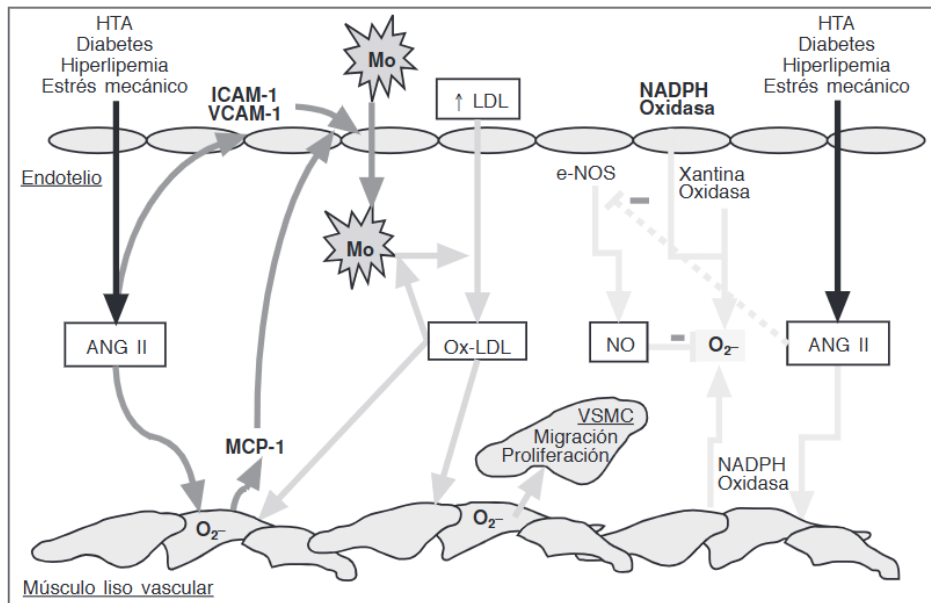 HTA
Diabetes
Hiperlipemia
Estrés mecánico
ICAM-1
VCAM-1
Mo
↑ LDL
NADPH
Oxidasa
HTA
Diabetes
Hiperlipemia
Estrés mecánico
Endotelio
e-NOS
Xantina
Oxidasa
Mo
ANG II
Ox-LDL
NO
O₂–
ANG II
MCP-1
VSMC
Migración
Proliferación
NADPH
Oxidasa
O₂–
O₂–
Músculo liso vascular